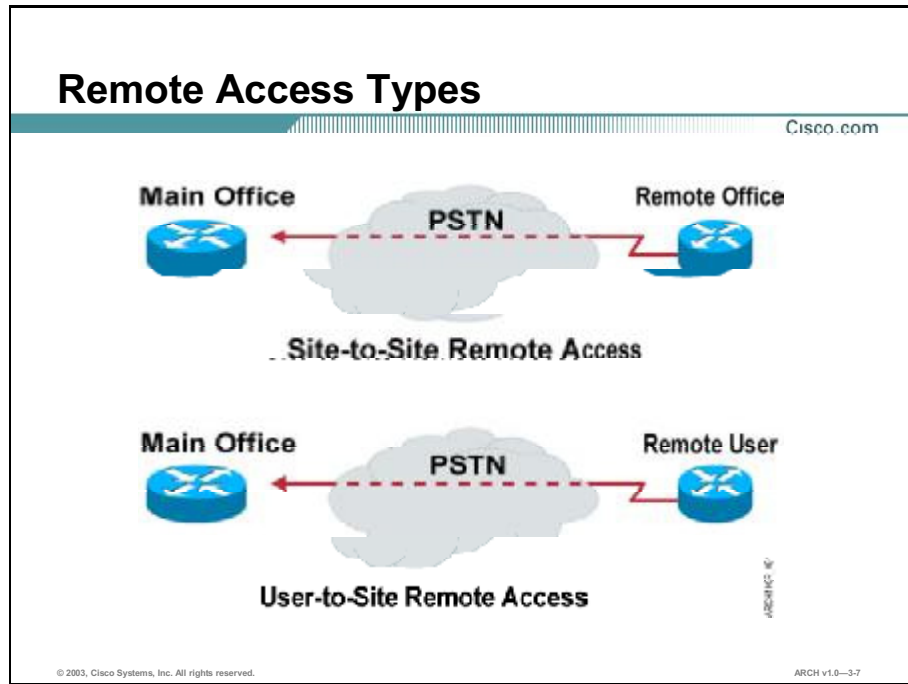 Remote Access Types
Cisco.com
Main Office
PSTN
Remote Office
Site-to-Site Remote Access
Main Office
PSTN
Remote User
User-to-Site Remote Access
© 2003, Cisco Systems, Inc. All rights reserved.
ARCH v1.0—3-7